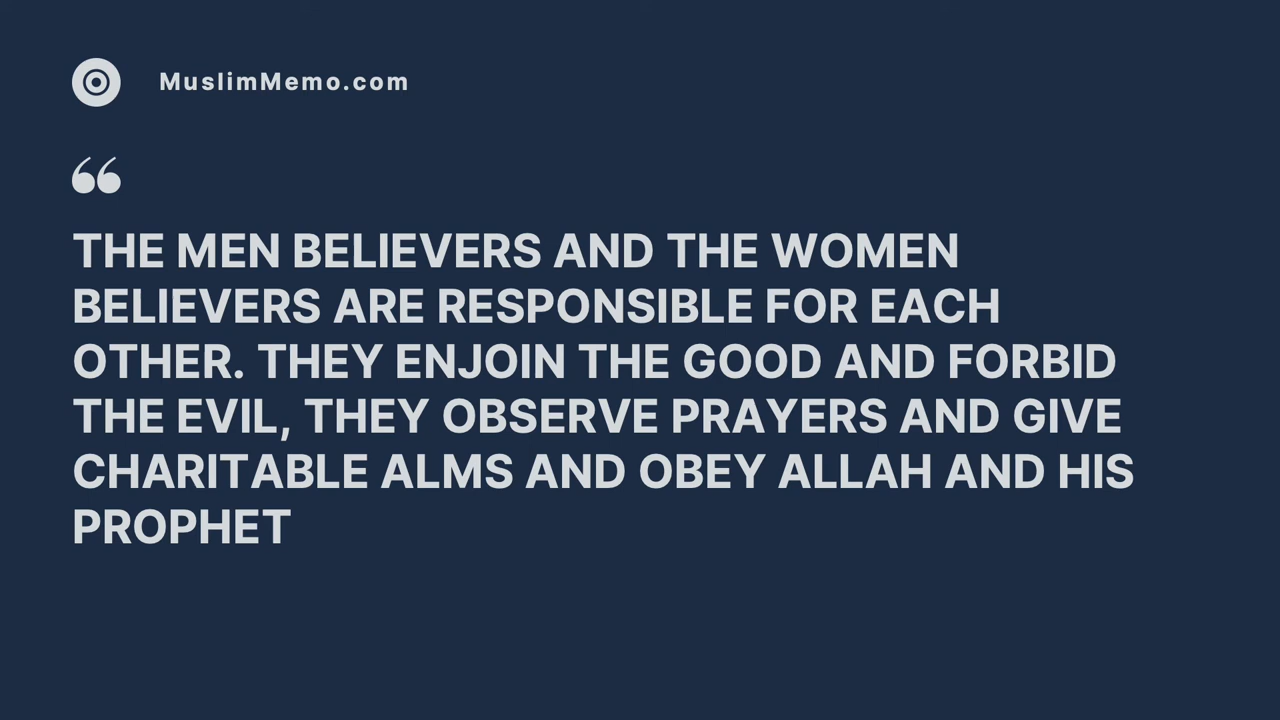 MuslimMemo.com
“
THE MEN BELIEVERS AND THE WOMEN
BELIEVERS ARE RESPONSIBLE FOR EACH
OTHER. THEY ENJOIN THE GOOD AND FORBID
THE EVIL, THEY OBSERVE PRAYERS AND GIVE
CHARITABLE ALMS AND OBEY ALLAH AND HIS
PROPHET